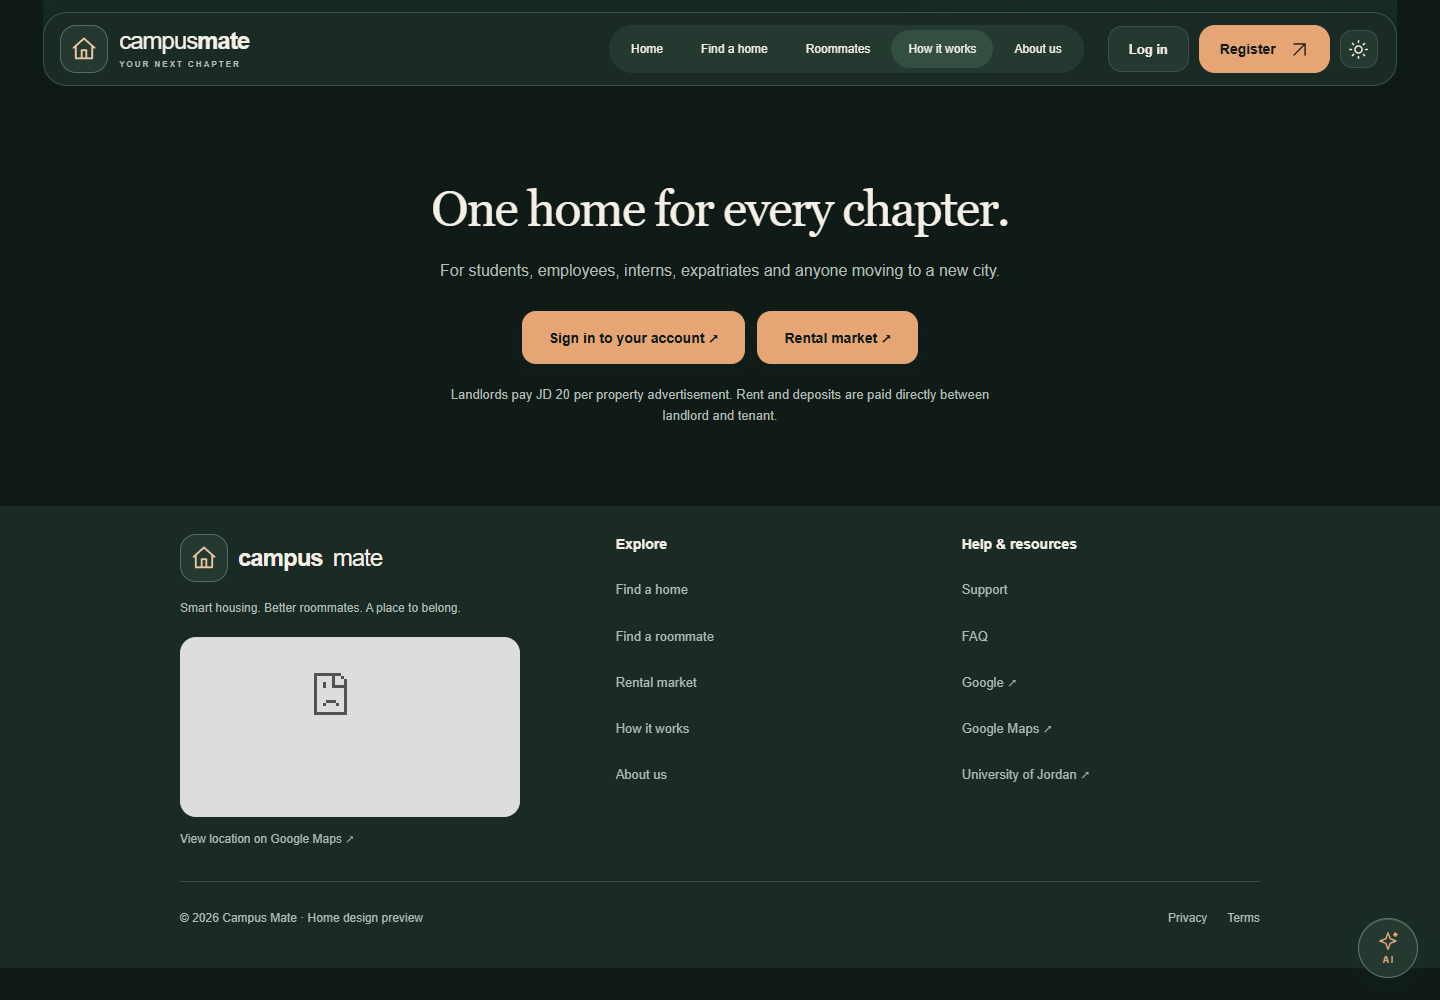 campusmate
YOUR NEXT CHAPTER
Home
Find a home
Roommates
How it works
About us
Log in
Register
One home for every chapter.
For students, employees, interns, expatriates and anyone moving to a new city.
Sign in to your account ↗
Rental market ↗
Landlords pay JD 20 per property advertisement. Rent and deposits are paid directly between
landlord and tenant.
campus mate
Smart housing. Better roommates. A place to belong.
View location on Google Maps ↗
Explore
Find a home
Find a roommate
Rental market
How it works
About us
Help & resources
Support
FAQ
Google ↗
Google Maps ↗
University of Jordan ↗
© 2026 Campus Mate · Home design preview
Privacy
Terms
AI